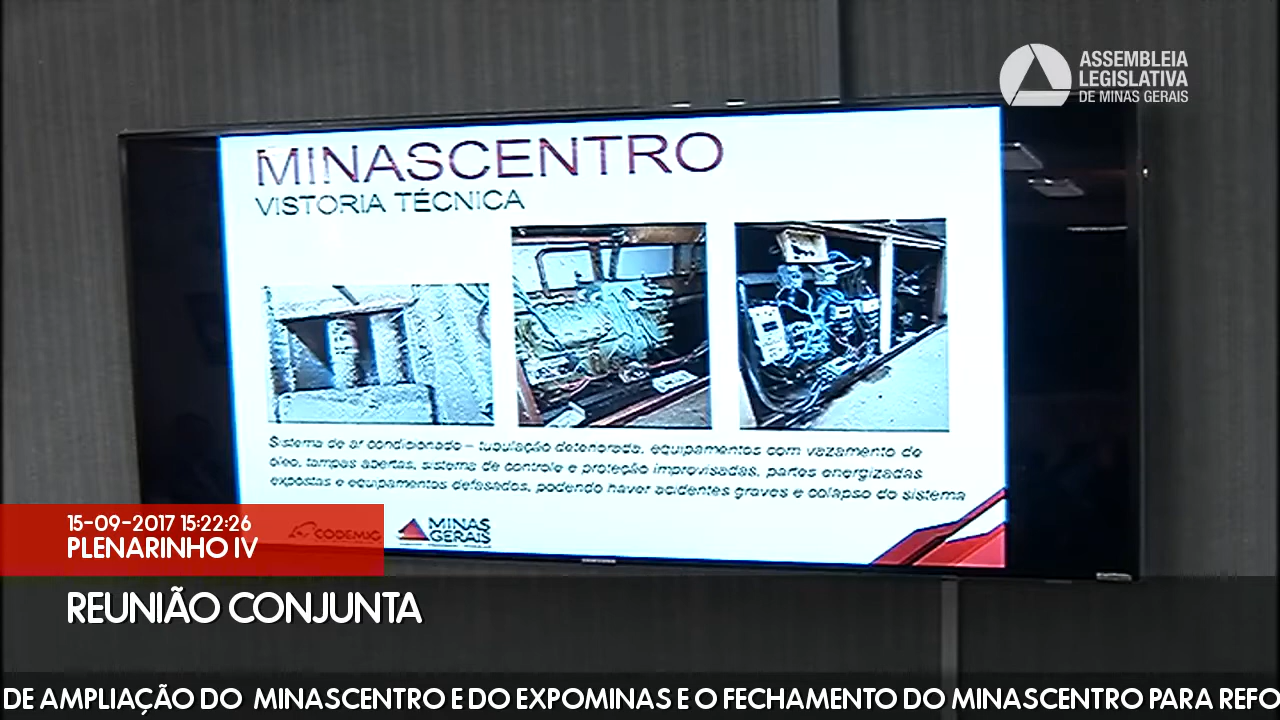 ASSEMBLEIA
LEGISLATIVA
DE MINAS GERAIS
MINASCENTRO
VISTORIA TÉCNICA
Sistema de ar condicionado – tubulação deteriorada, equipamentos com vazamento de
óleo, tampas abertas, sistema de controle e proteção improvisadas, partes energizadas
expostas e equipamentos defasados, podendo haver acidentes graves e colapso do sistema
CODEMIG
MINAS
GERAIS
15-09-2017 15:22:26
PLENARINHO IV
REUNIÃO CONJUNTA
DE AMPLIAÇÃO DO MINASCENTRO E DO EXPOMINAS E O FECHAMENTO DO MINASCENTRO PARA REFO